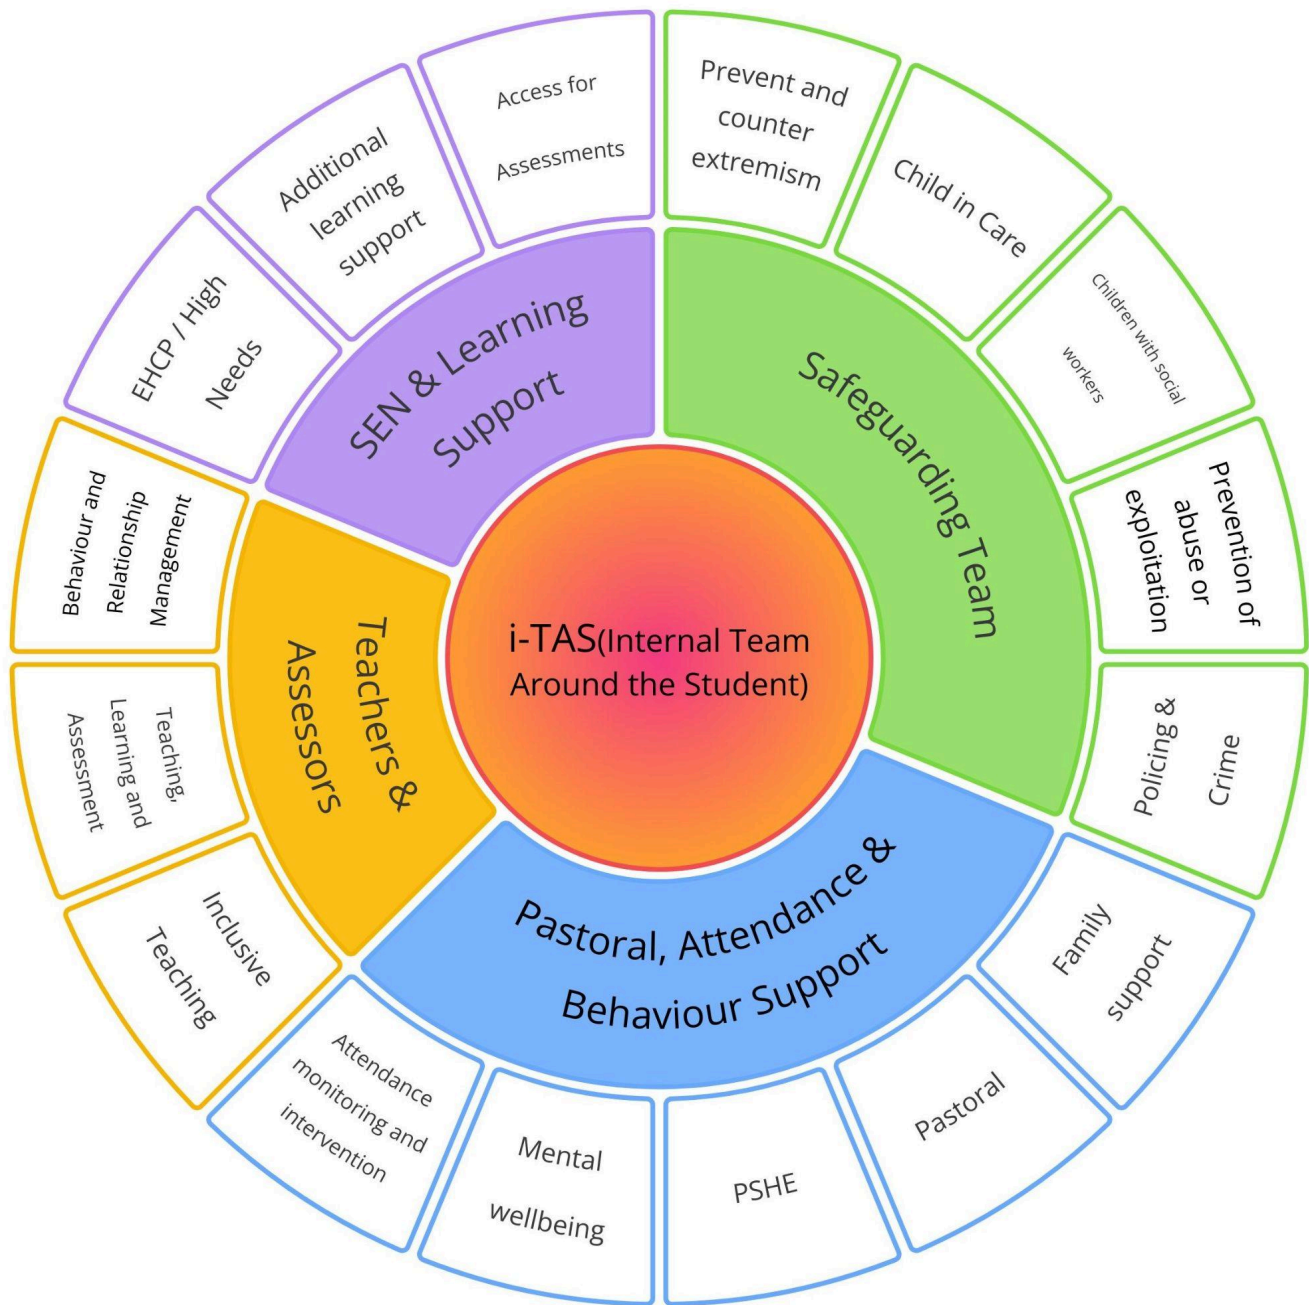 i-TAS(Internal Team
Around the Student)
Safeguarding Team
Prevent and
counter
extremism
Child in Care
Children with social
workers
Prevention of
abuse or
exploitation
Policing &
Crime
Pastoral, Attendance &
Behaviour Support
Family
support
Pastoral
PSHE
Mental
wellbeing
Attendance
monitoring and
intervention
Teachers &
Assessors
Inclusive
Teaching
Teaching,
Learning and
Assessment
Behaviour and
Relationship
Management
SEN & Learning
Support
EHCP / High
Needs
Additional
learning
support
Access for
Assessments